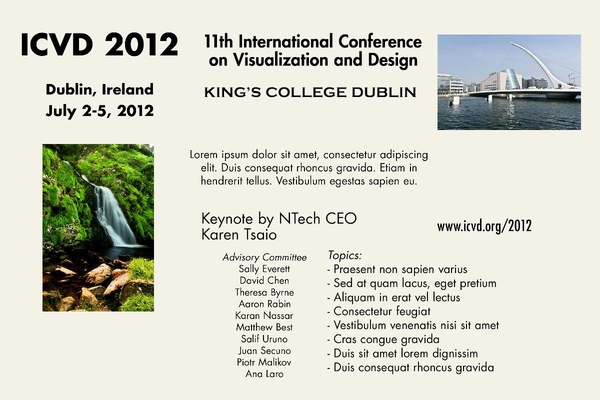 ICVD 2012
11th International Conference
on Visualization and Design
Dublin, Ireland
July 2-5, 2012
KING'S COLLEGE DUBLIN
Lorem ipsum dolor sit amet, consectetur adipiscing
elit. Duis consequat rhoncus gravida. Etiam in
hendrerit tellus. Vestibulum egestas sapien eu.
Keynote by NTech CEO
Karen Tsaio
www.icvd.org/2012
Advisory Committee
Sally Everett
David Chen
Theresa Byrne
Aaron Rabin
Karan Nassar
Matthew Best
Salif Uruno
Juan Secuno
Piotr Malikov
Ana Laro
Topics:
- Praesent non sapien varius
- Sed at quam lacus, eget pretium
- Aliquam in erat vel lectus
- Consectetur feugiat
- Vestibulum venenatis nisi sit amet
- Cras congue gravida
- Duis sit amet lorem dignissim
- Duis consequat rhoncus gravida